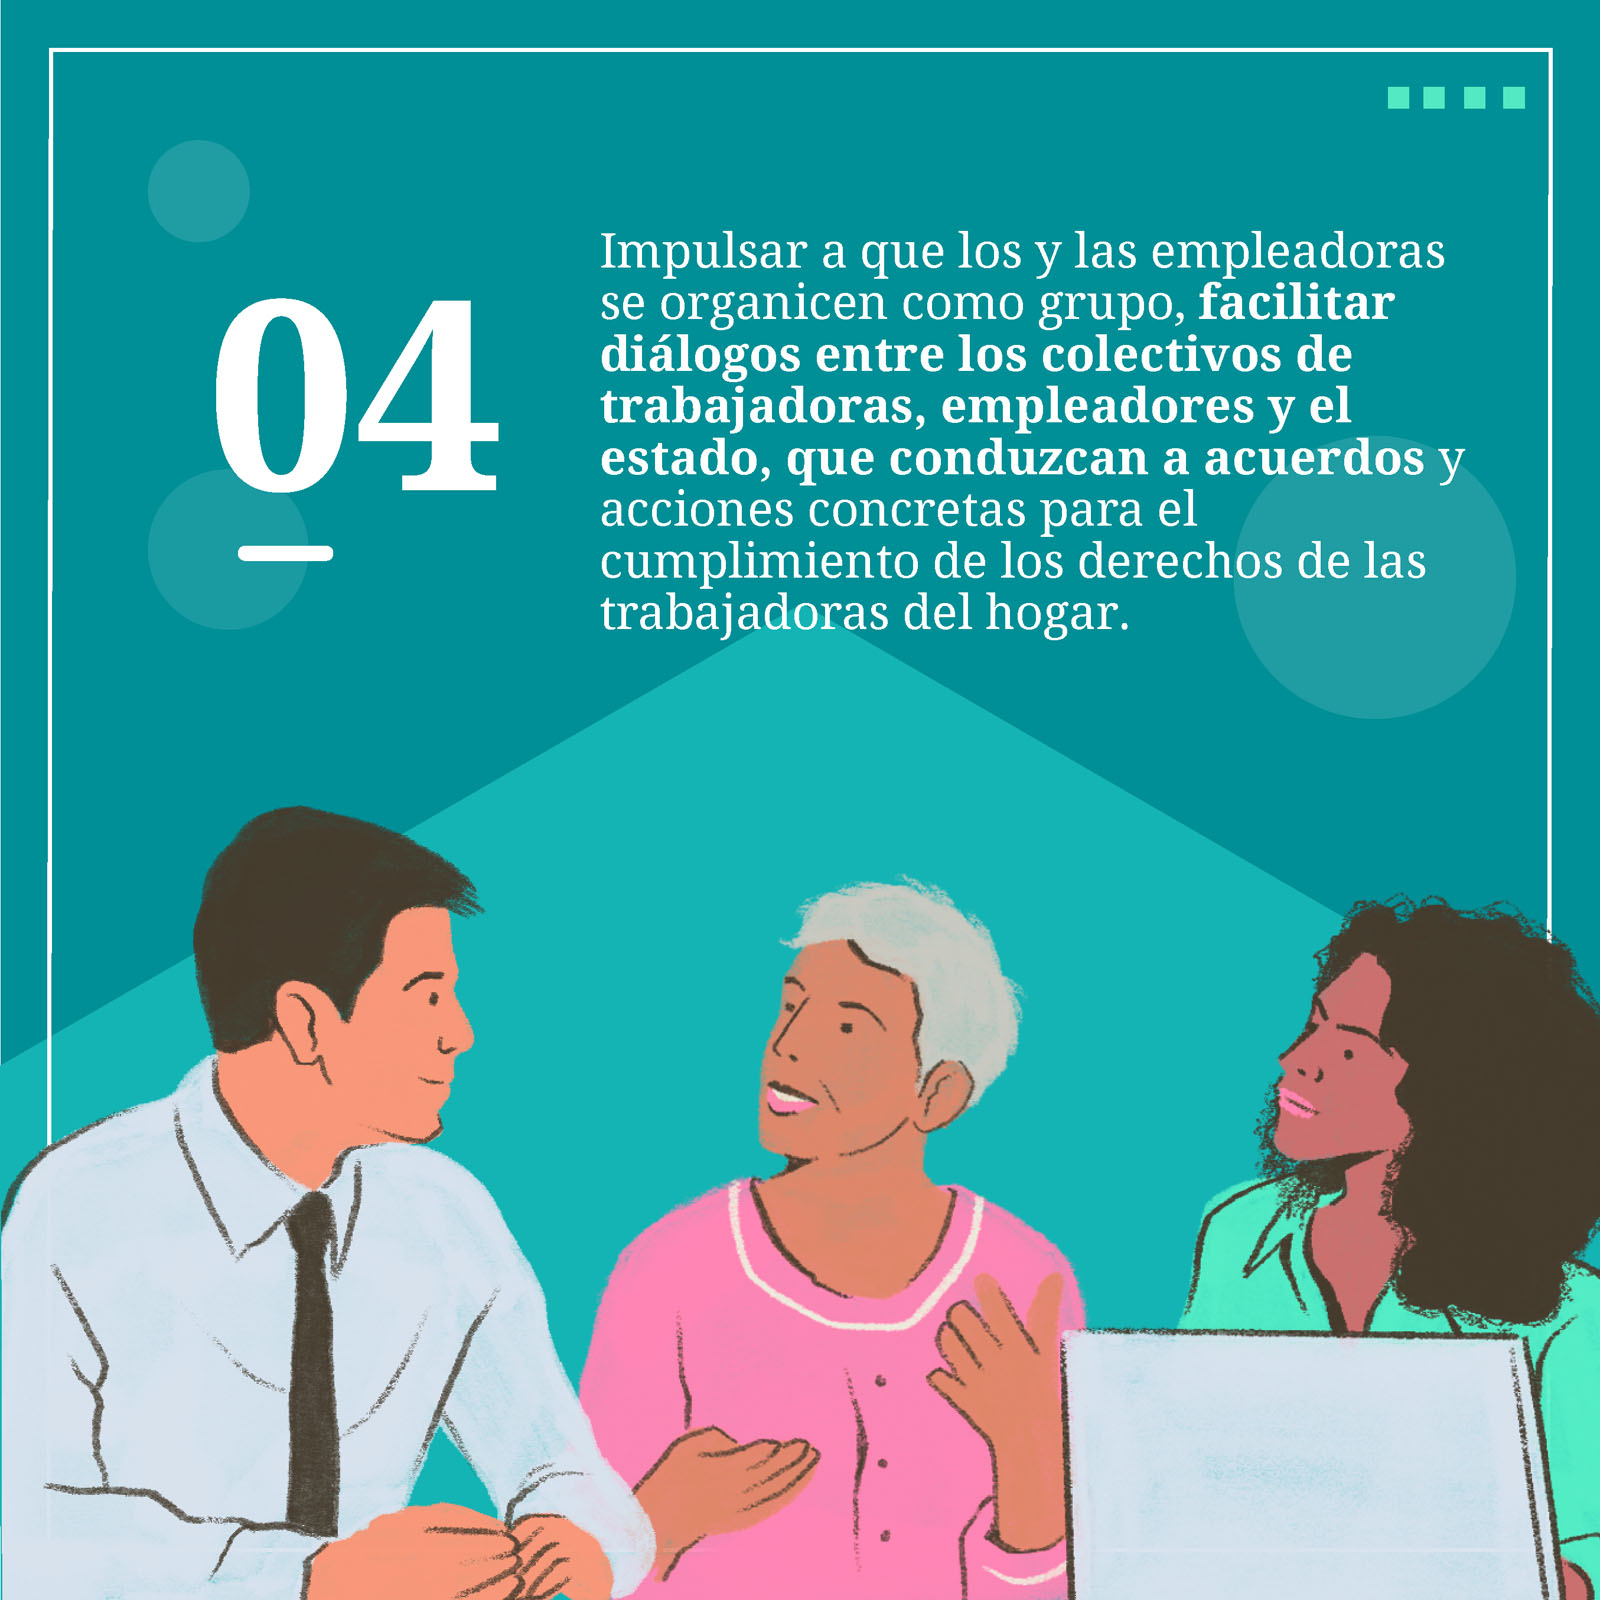 04
Impulsar a que los y las empleadoras
se organicen como grupo, facilitar
diálogos entre los colectivos de
trabajadoras, empleadores y el
estado, que conduzcan a acuerdos y
acciones concretas para el
cumplimiento de los derechos de las
trabajadoras del hogar.